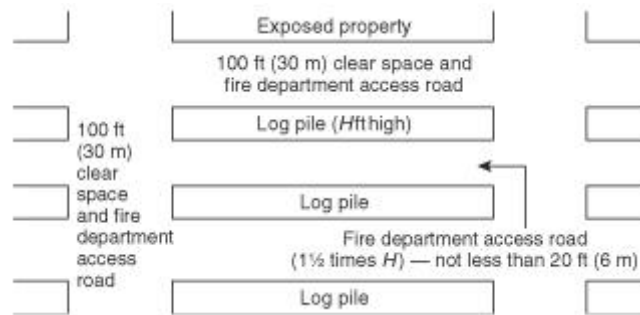 Exposed property
100 ft (30 m) clear space and
fire department access road
Log pile (Hft high)
100 ft
(30 m)
clear
space
and fire
department
access
road
Log pile
Fire department access road
(1½ times H) — not less than 20 ft (6 m)
Log pile